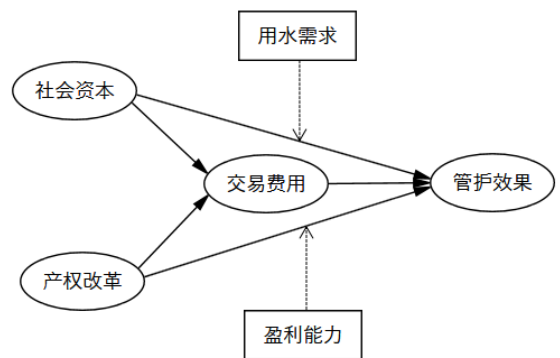 用水需求
社会资本
交易费用
管护效果
产权改革
盈利能力